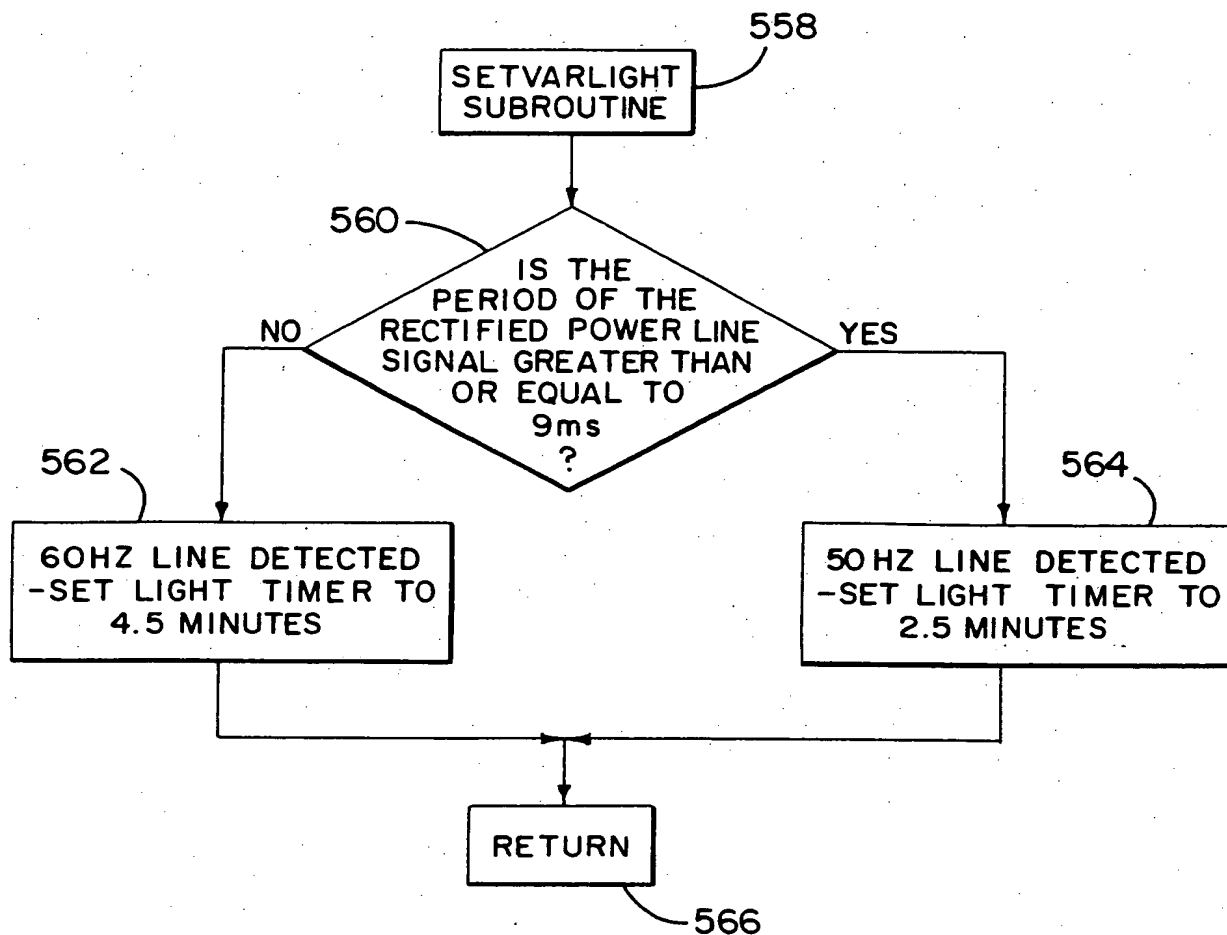 558
SETVARLIGHT
SUBROUTINE
560
IS THE
PERIOD OF THE
RECTIFIED POWER LINE
SIGNAL GREATER THAN
OR EQUAL TO
9ms
?
NO
YES
562
60HZ LINE DETECTED
-SET LIGHT TIMER TO
4.5 MINUTES
564
50HZ LINE DETECTED
-SET LIGHT TIMER TO
2.5 MINUTES
RETURN
566